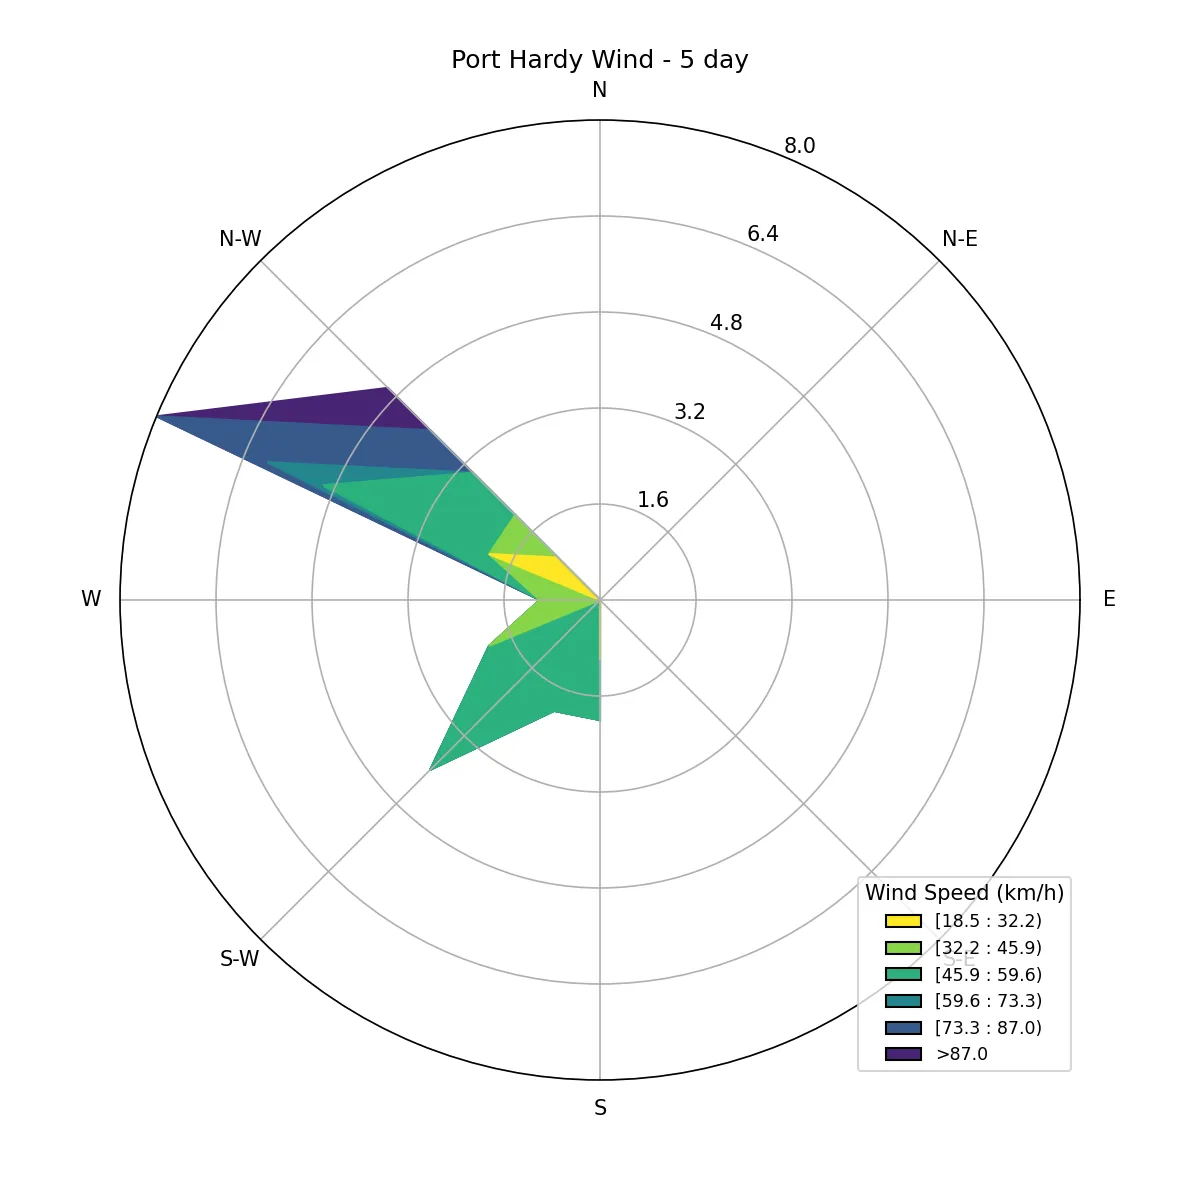 Port Hardy Wind - 5 day
N
8.0
N-W
6.4
N-E
4.8
3.2
1.6
W
E
Wind Speed (km/h)
[18.5 : 32.2)
[32.2 : 45.9)
S-W
S-E
[45.9 : 59.6)
[59.6 : 73.3)
[73.3 : 87.0)
>87.0
S